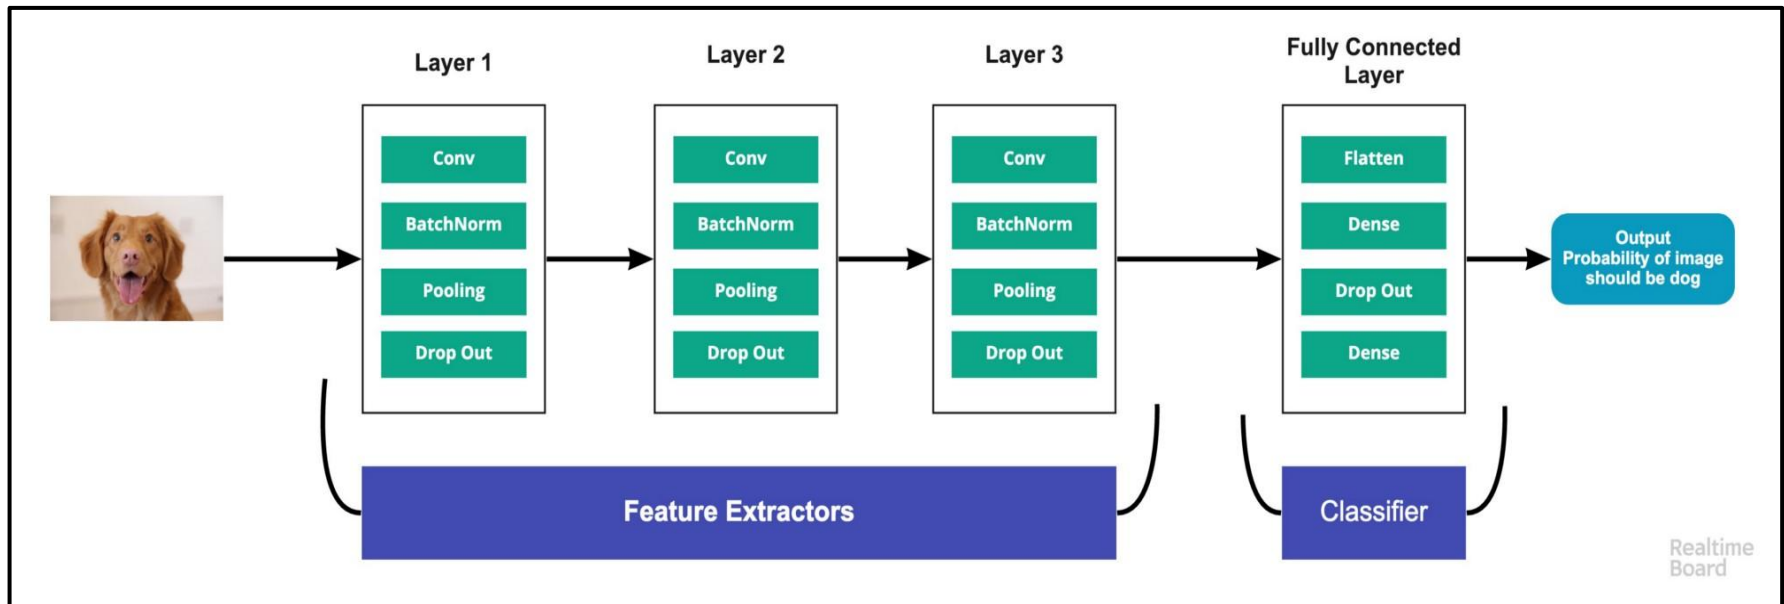 Layer 1
Layer 2
Layer 3
Fully Connected
Layer
Conv
BatchNorm
Pooling
Drop Out
Conv
BatchNorm
Pooling
Drop Out
Conv
BatchNorm
Pooling
Drop Out
Flatten
Dense
Drop Out
Dense
Output
Probability of image
should be dog
Feature Extractors
Classifier
Realtime
Board